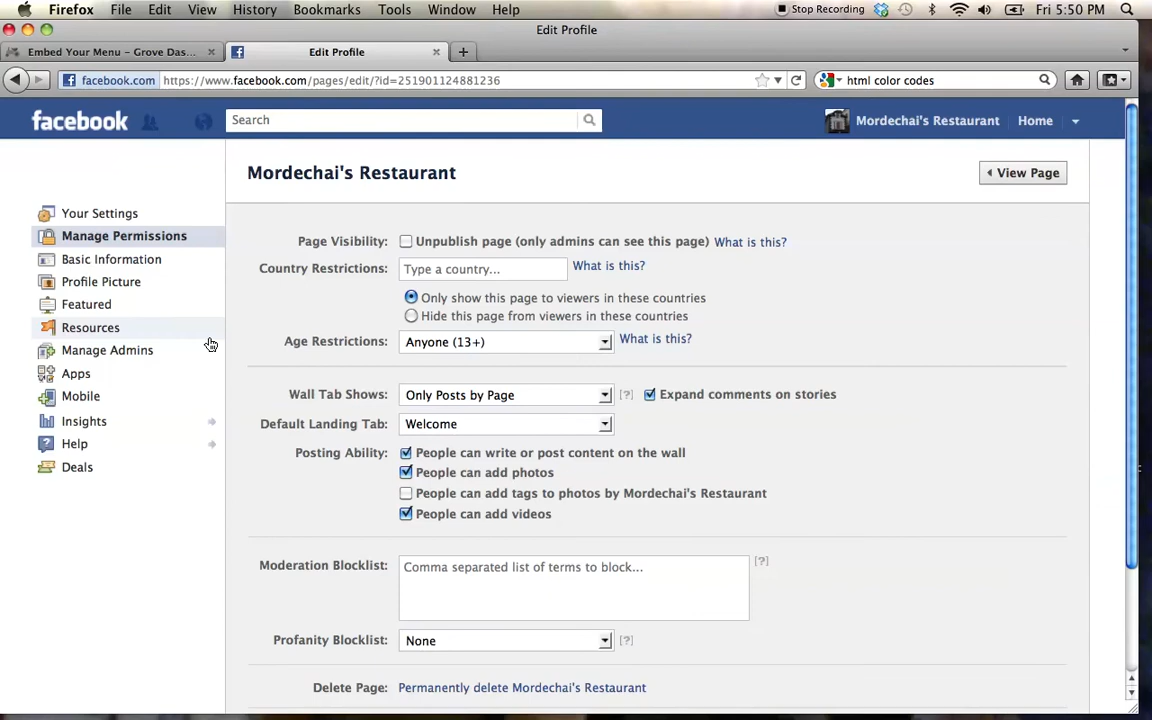 Firefox File Edit View History Bookmarks Tools Window Help Stop Recording Fri 5:50 PM
Edit Profile
Embed Your Menu – Grove Das... Edit Profile
facebook.com https://www.facebook.com/pages/edit/?id=251901124881236 html color codes
facebook Search Mordechai's Restaurant Home
Mordechai's Restaurant View Page
Your Settings
Manage Permissions
Basic Information
Profile Picture
Featured
Resources
Manage Admins
Apps
Mobile
Insights
Help
Deals
Page Visibility: Unpublish page (only admins can see this page) What is this?
Country Restrictions: Type a country... What is this?
Only show this page to viewers in these countries
Hide this page from viewers in these countries
Age Restrictions: Anyone (13+) What is this?
Wall Tab Shows: Only Posts by Page [?] Expand comments on stories
Default Landing Tab: Welcome
Posting Ability: People can write or post content on the wall
People can add photos
People can add tags to photos by Mordechai's Restaurant
People can add videos
Moderation Blocklist: Comma separated list of terms to block... [?]
Profanity Blocklist: None [?]
Delete Page: Permanently delete Mordechai's Restaurant